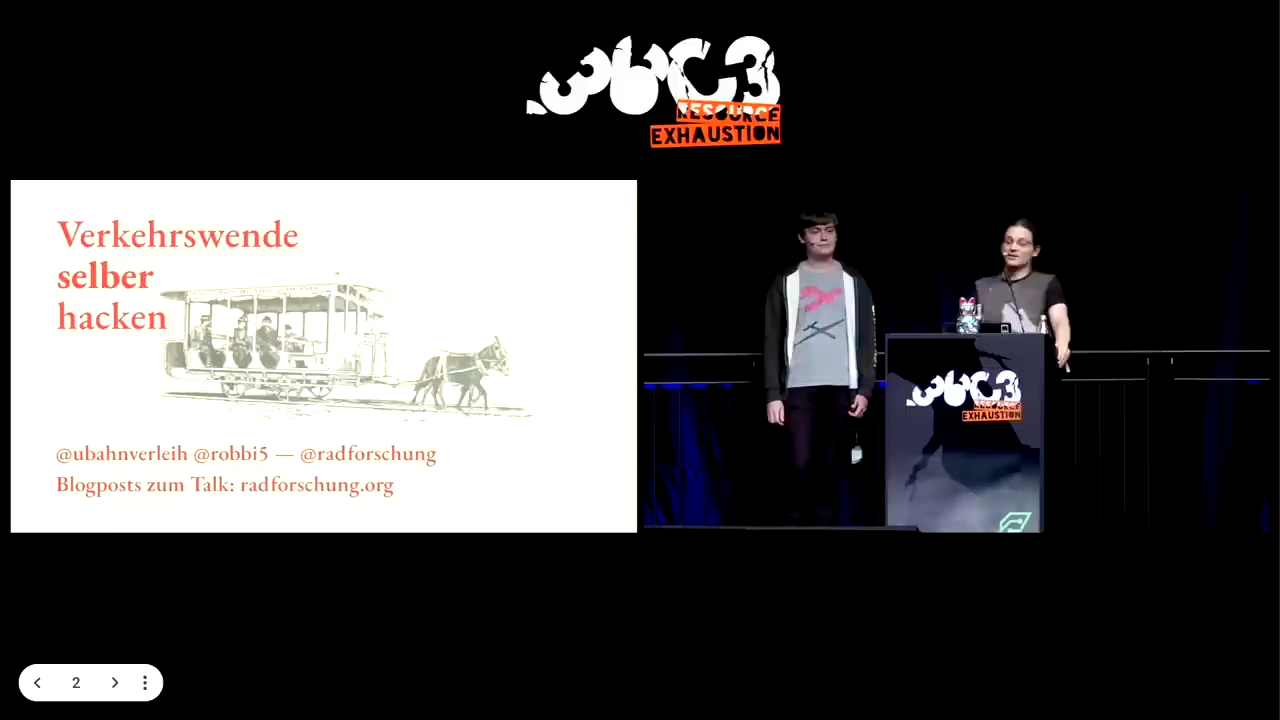 36C3
RESOURCE
EXHAUSTION
Verkehrswende
selber
hacken
@ubahnverleih @robbi5 — @radforschung
Blogposts zum Talk: radforschung.org
36C3
RESOURCE
EXHAUSTION
2